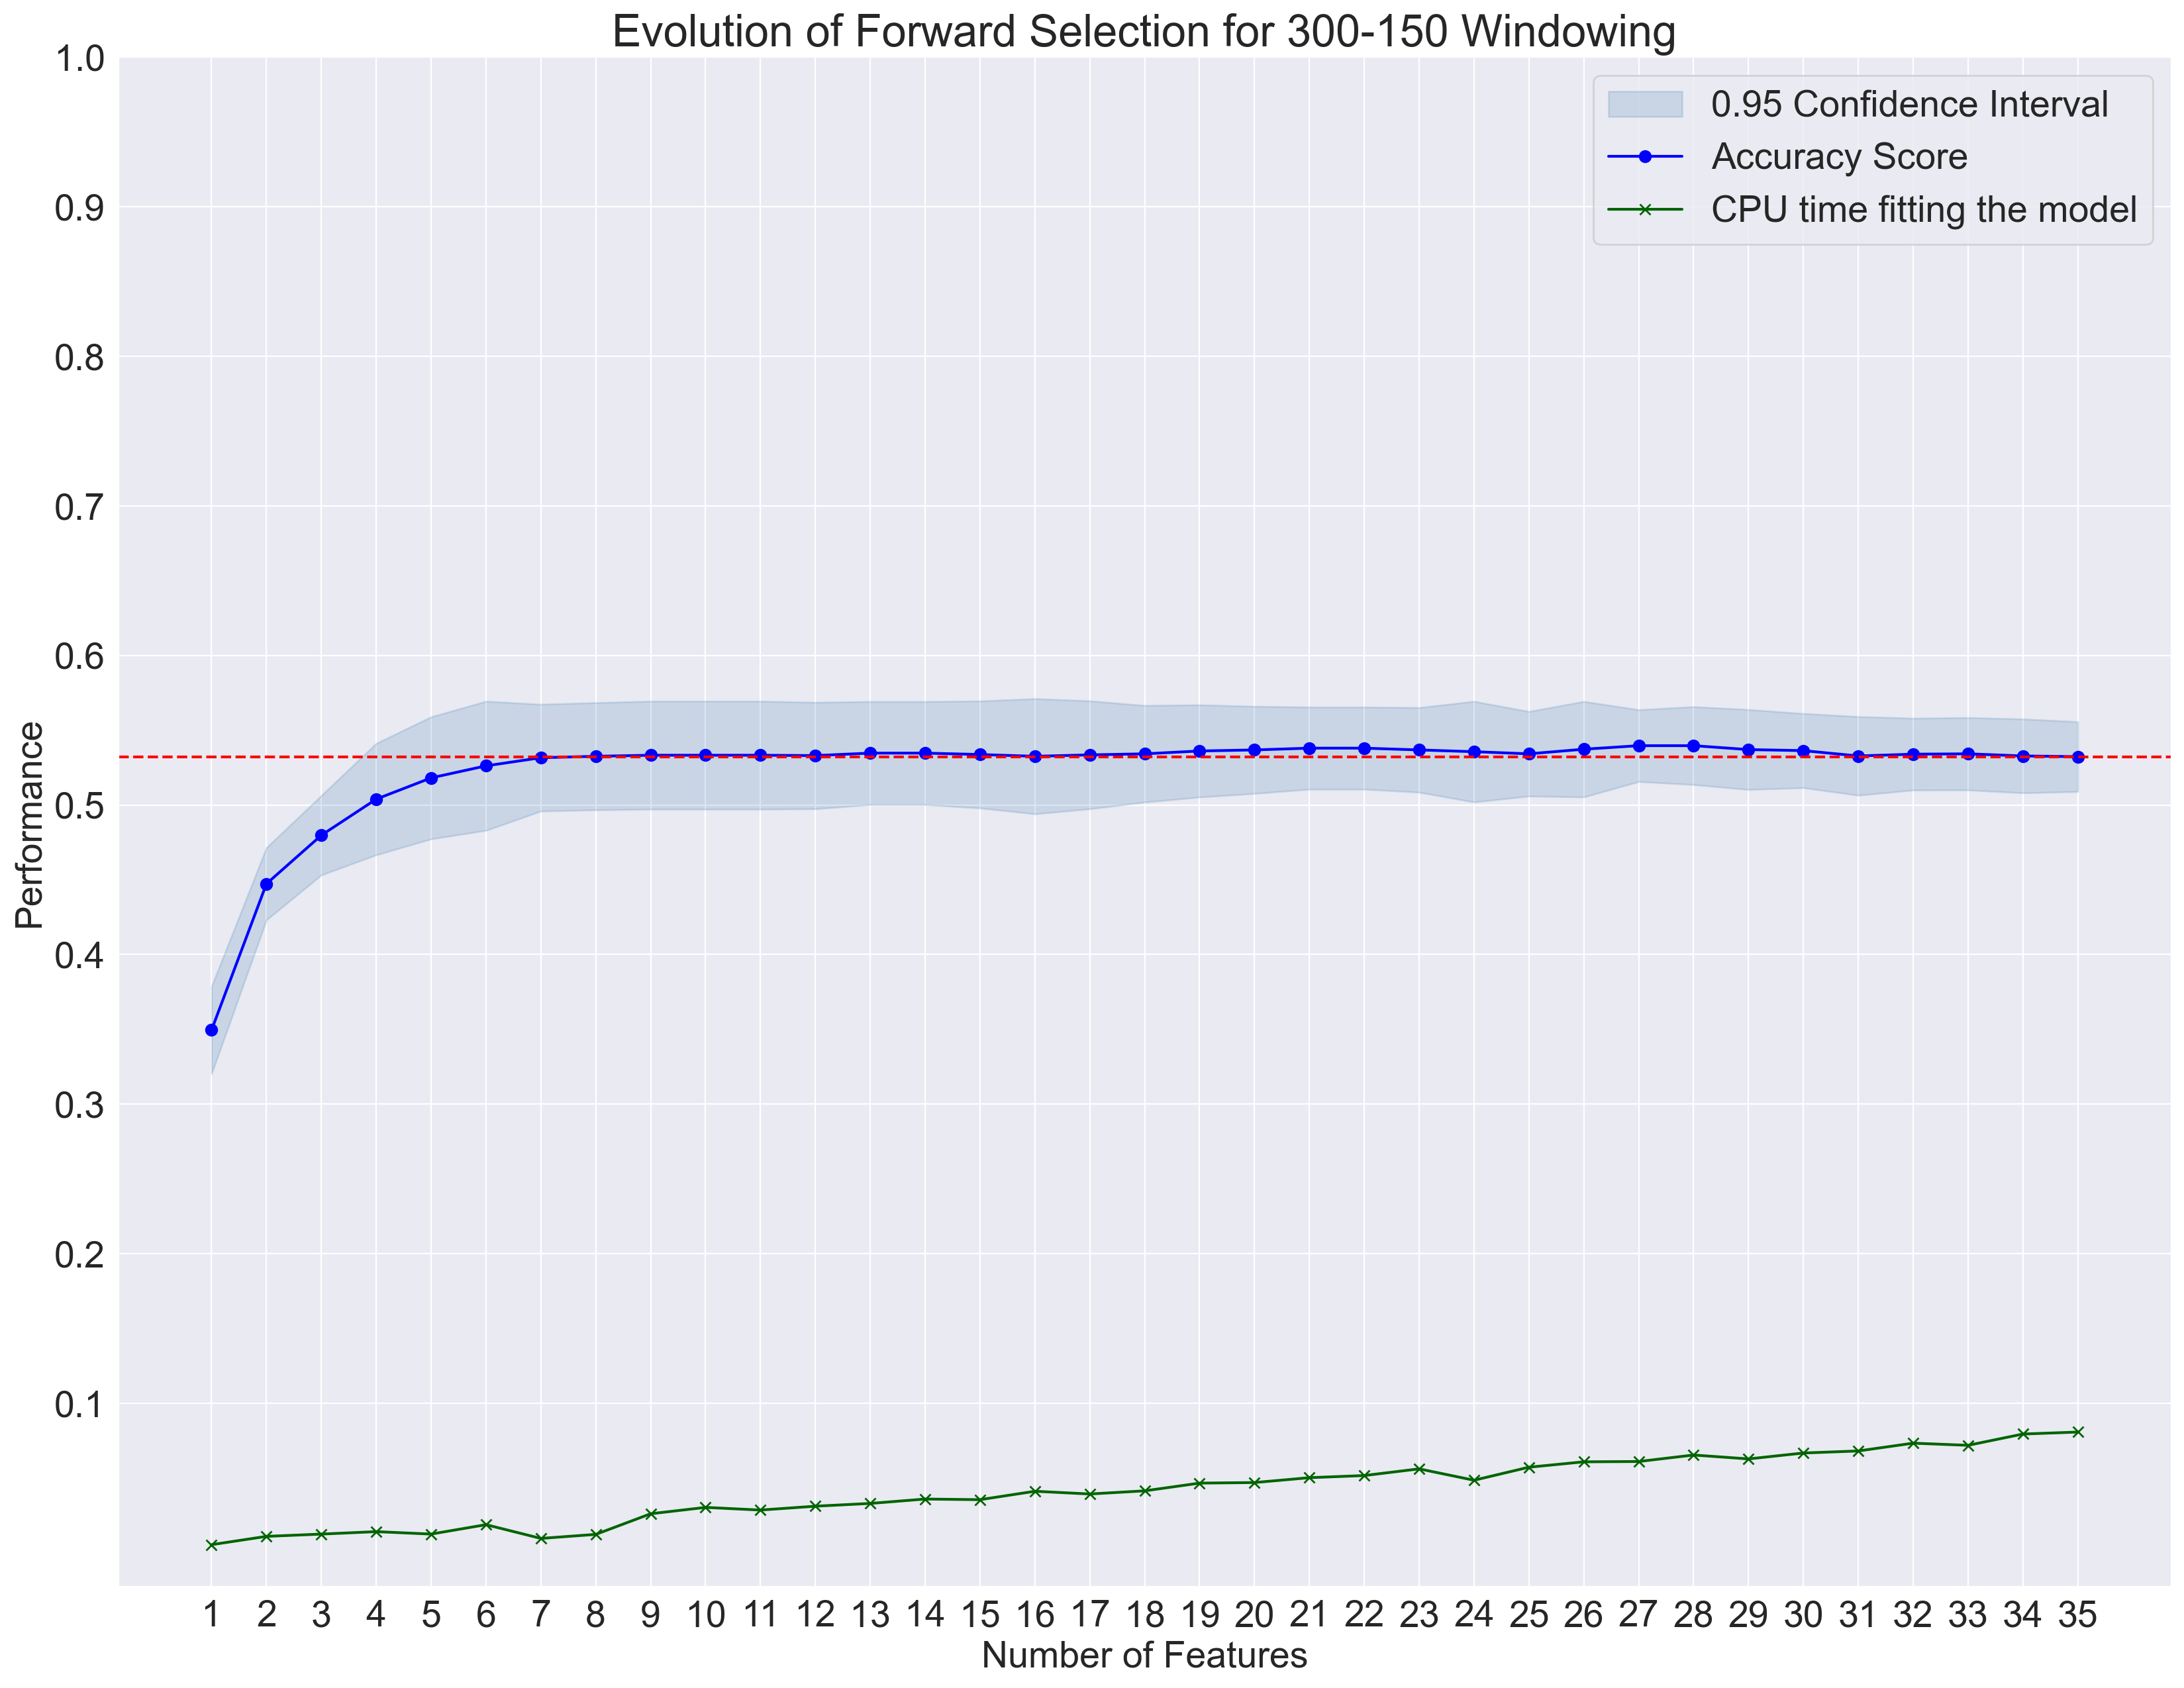 Evolution of Forward Selection for 300-150 Windowing
1.0
0.9
0.8
0.7
0.6
0.5
0.4
0.3
0.2
0.1
Performance
0.95 Confidence Interval
Accuracy Score
CPU time fitting the model
1 2 3 4 5 6 7 8 9 10 11 12 13 14 15 16 17 18 19 20 21 22 23 24 25 26 27 28 29 30 31 32 33 34 35
Number of Features